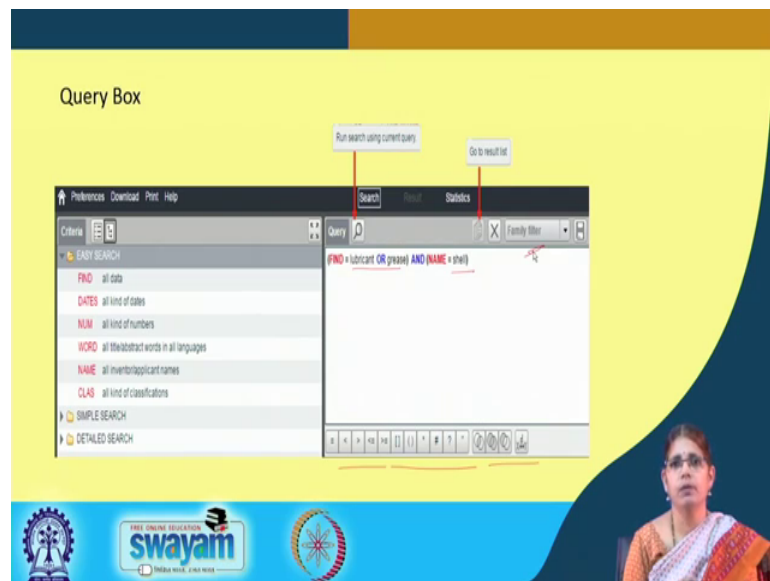 Query Box
Run search using current query.
Go to result list
Preferences Download Print Help
Search Result Statistics
Criteria
Query
Family filter
EASY SEARCH
(FIND = lubricant OR grease) AND (NAME = shell)
FIND all data
DATES all kind of dates
NUM all kind of numbers
WORD all title/abstract words in all languages
NAME all inventor/applicant names
CLAS all kind of classifications
SIMPLE SEARCH
DETAILED SEARCH
= < > <= >= [] () * # ? "
FREE ONLINE EDUCATION
swayam